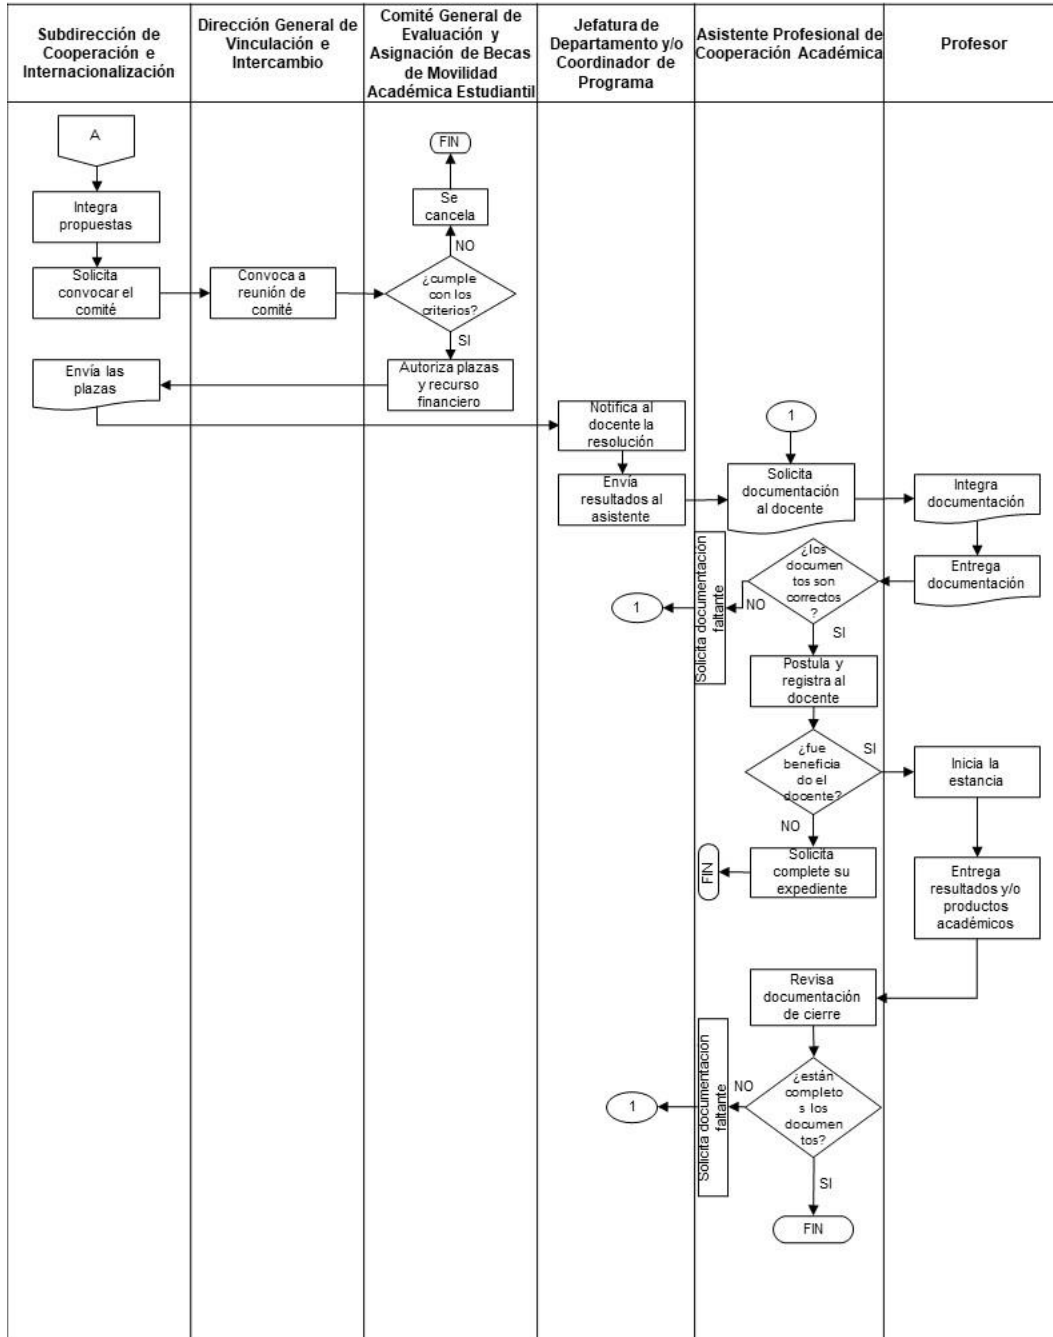 Subdirección de
Cooperación e
Internacionalización
Dirección General de
Vinculación e
Intercambio
Comité General de
Evaluación y
Asignación de Becas
de Movilidad
Académica Estudiantil
Jefatura de
Departamento y/o
Coordinador de
Programa
Asistente Profesional de
Cooperación Académica
Profesor
A
FIN
Integra
propuestas
Se
cancela
NO
Solicita
convocar el
comité
Convoca a
reunión de
comité
¿cumple
con los
criterios?
SI
Envía las
plazas
Autoriza plazas
y recurso
financiero
Notifica al
docente la
resolución
1
Envía
resultados al
asistente
Solicita
documentación
al docente
Integra
documentación
¿los
documen
tos son
correctos
?
Entrega
documentación
NO
Solicita documentación
faltante
1
SI
Postula y
registra al
docente
¿fue
beneficia
do el
docente?
SI
Inicia la
estancia
NO
Solicita
complete su
expediente
FIN
Entrega
resultados y/o
productos
académicos
Revisa
documentación
de cierre
¿están
completo
s los
documen
tos?
NO
Solicita documentación
faltante
1
SI
FIN